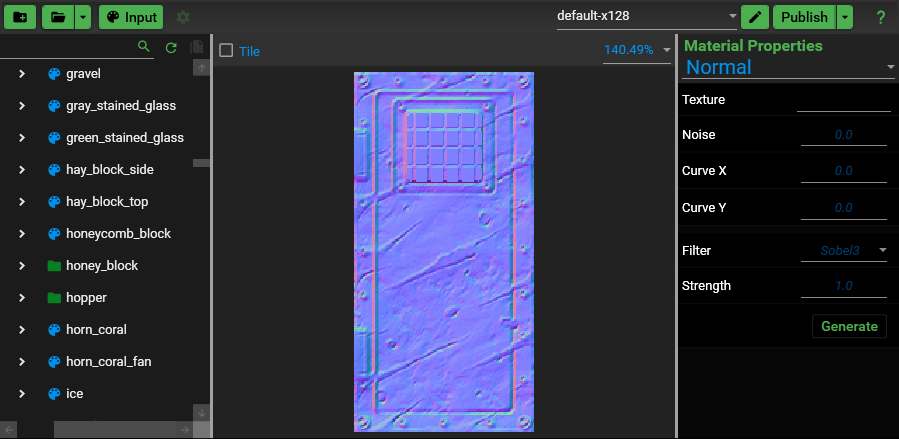 Input
default-x128
Publish
?
Tile
140.49%
gravel
gray_stained_glass
green_stained_glass
hay_block_side
hay_block_top
honeycomb_block
honey_block
hopper
horn_coral
horn_coral_fan
ice
Material Properties
Normal
Texture
Noise 0.0
Curve X 0.0
Curve Y 0.0
Filter Sobel3
Strength 1.0
Generate